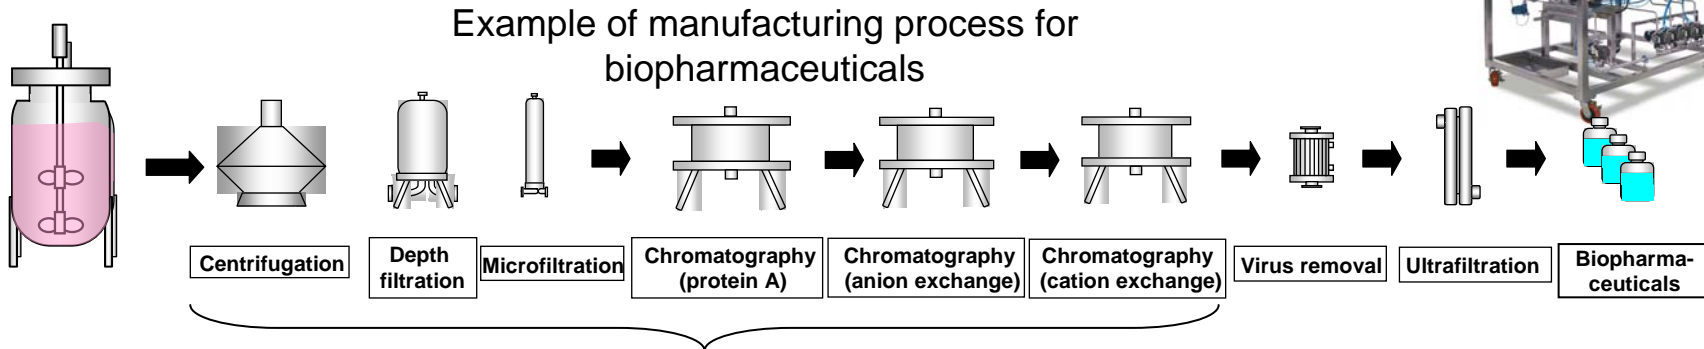 Example of manufacturing process for
biopharmaceuticals
Centrifugation
Depth
filtration
Microfiltration
Chromatography
(protein A)
Chromatography
(anion exchange)
Chromatography
(cation exchange)
Virus removal
Ultrafiltration
Biopharma-
ceuticals